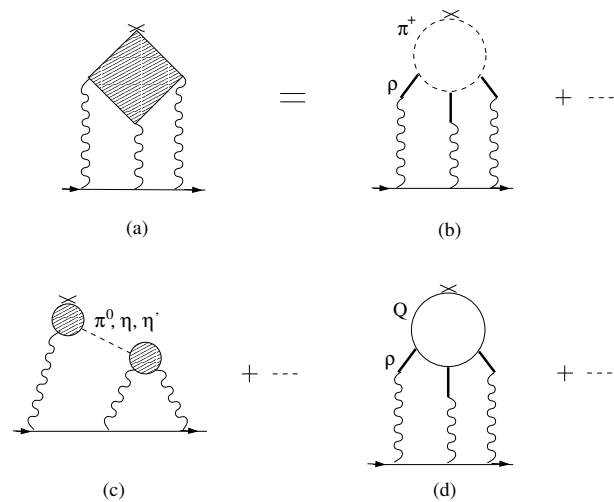 π⁺
ρ
=
+ ---
(a)
(b)
π⁰, η, η'
Q
ρ
+ ---
+ ---
(c)
(d)